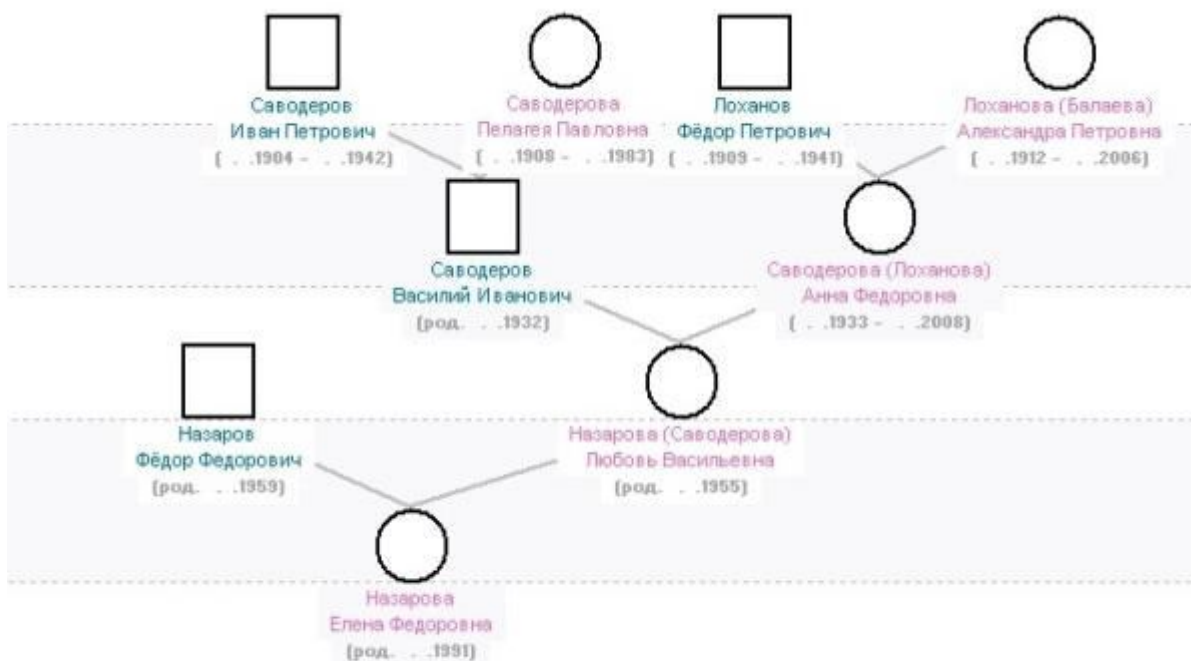 Саводеров
Иван Петрович
( . .1904 - . .1942)
Саводерова
Пелагея Павловна
( . .1908 - . .1983)
Лоханов
Фёдор Петрович
( . .1909 - . .1941)
Лоханова (Балаева)
Александра Петровна
( . .1912 - . .2006)
Саводеров
Василий Иванович
(род. . .1932)
Саводерова (Лоханова)
Анна Федоровна
( . .1933 - . .2008)
Назаров
Фёдор Федорович
(род. . .1959)
Назарова (Саводерова)
Любовь Васильевна
(род. . .1955)
Назарова
Елена Федоровна
(род. . .1991)